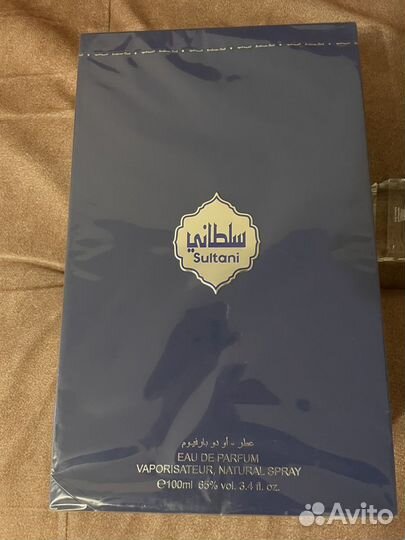 سلطاني
Sultani
عطر - أو دو بارفيوم
EAU DE PARFUM
VAPORISATEUR, NATURAL SPRAY
℮100ml 65% vol. 3.4 fl. oz.
Avito